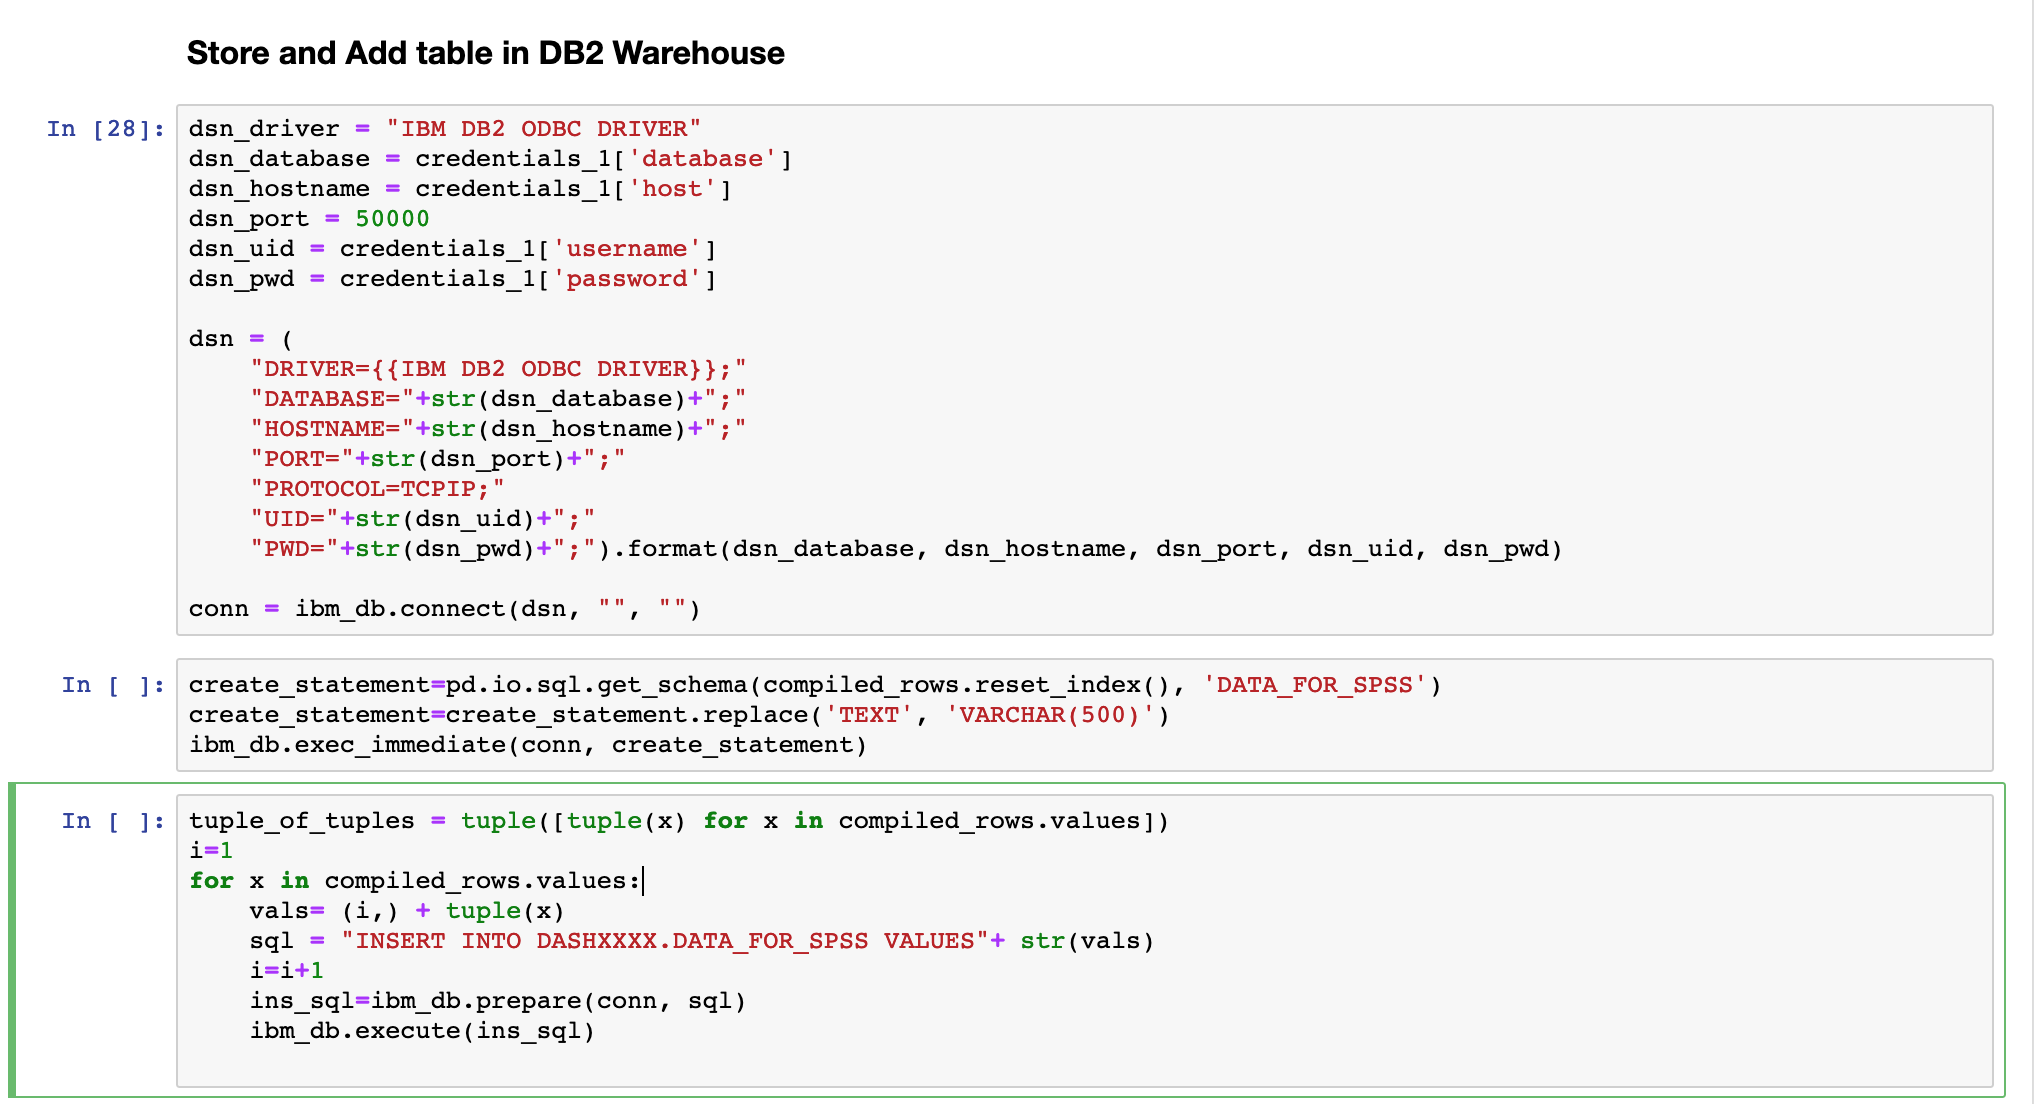 Store and Add table in DB2 Warehouse
In [28]:
dsn_driver = "IBM DB2 ODBC DRIVER"
dsn_database = credentials_1['database']
dsn_hostname = credentials_1['host']
dsn_port = 50000
dsn_uid = credentials_1['username']
dsn_pwd = credentials_1['password']

dsn = (
    "DRIVER={{IBM DB2 ODBC DRIVER}};"
    "DATABASE="+str(dsn_database)+";"
    "HOSTNAME="+str(dsn_hostname)+";"
    "PORT="+str(dsn_port)+";"
    "PROTOCOL=TCPIP;"
    "UID="+str(dsn_uid)+";"
    "PWD="+str(dsn_pwd)+";").format(dsn_database, dsn_hostname, dsn_port, dsn_uid, dsn_pwd)

conn = ibm_db.connect(dsn, "", "")
In [ ]:
create_statement=pd.io.sql.get_schema(compiled_rows.reset_index(), 'DATA_FOR_SPSS')
create_statement=create_statement.replace('TEXT', 'VARCHAR(500)')
ibm_db.exec_immediate(conn, create_statement)
In [ ]:
tuple_of_tuples = tuple([tuple(x) for x in compiled_rows.values])
i=1
for x in compiled_rows.values:
    vals= (i,) + tuple(x)
    sql = "INSERT INTO DASHXXXX.DATA_FOR_SPSS VALUES"+ str(vals)
    i=i+1
    ins_sql=ibm_db.prepare(conn, sql)
    ibm_db.execute(ins_sql)